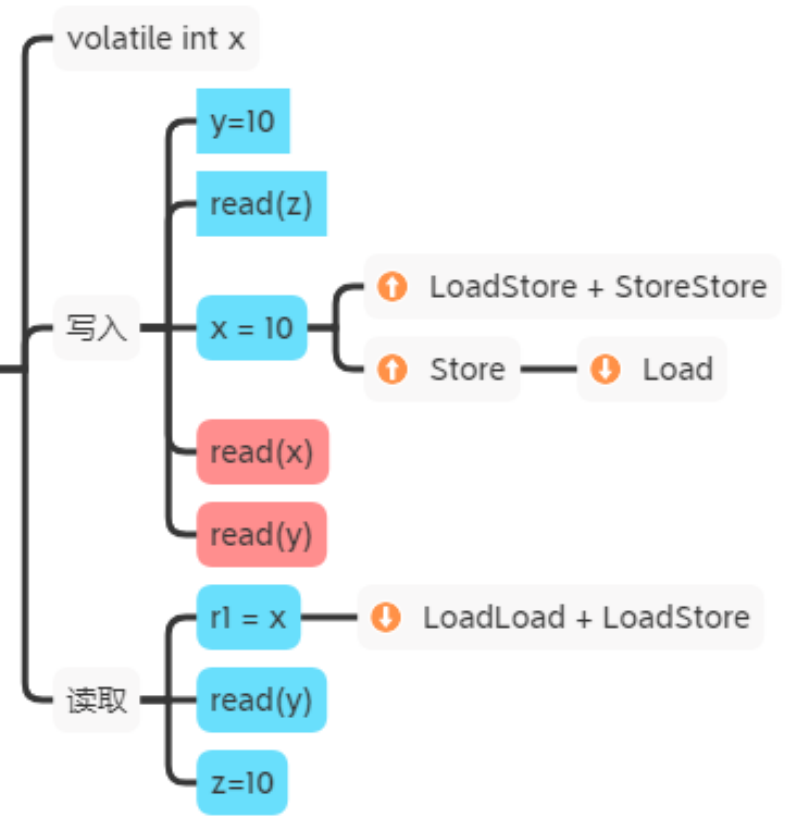 volatile int x
y=10
read(z)
写入
x = 10
LoadStore + StoreStore
Store
Load
read(x)
read(y)
r1 = x
LoadLoad + LoadStore
读取
read(y)
z=10